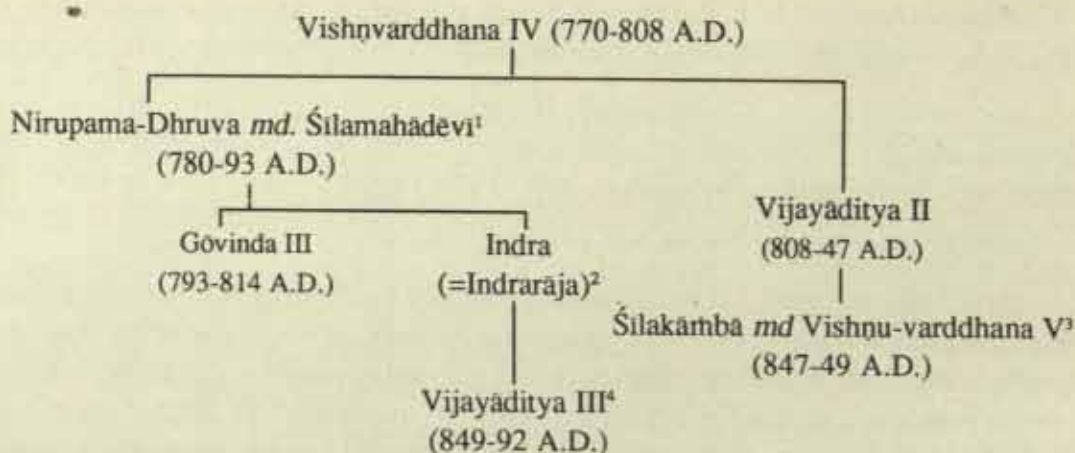 Vishṇvarddhana IV (770-808 A.D.)
Nirupama-Dhruva md. Śīlamahādēvī¹
(780-93 A.D.)
Gōvinda III
(793-814 A.D.)
Indra
(=Indrarāja)²
Vijayāditya III⁴
(849-92 A.D.)
Vijayāditya II
(808-47 A.D.)
Śīlakāmbā md Vishṇu-varddhana V³
(847-49 A.D.)